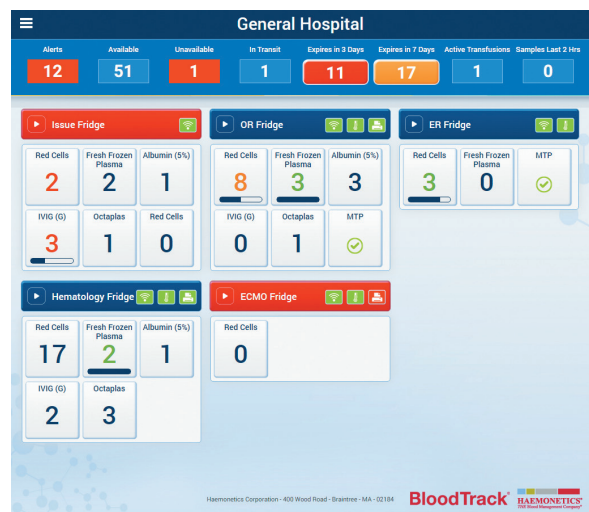 General Hospital
Alerts Available Unavailable In Transit Expires in 3 Days Expires in 7 Days Active Transfusions Samples Last 2 Hrs
12 51 1 1 11 17 1 0
Issue Fridge
Red Cells Fresh Frozen Plasma Albumin (5%)
2 2 1
IVIG (G) Octaplas Red Cells
3 1 0
OR Fridge
Red Cells Fresh Frozen Plasma Albumin (5%)
8 3 3
IVIG (G) Octaplas MTP
0 1
ER Fridge
Red Cells Fresh Frozen Plasma MTP
3 0
Hematology Fridge
Red Cells Fresh Frozen Plasma Albumin (5%)
17 2 1
IVIG (G) Octaplas
2 3
ECMO Fridge
Red Cells
0
Haemonetics Corporation - 400 Wood Road - Braintree - MA - 02184
BloodTrack®
HAEMONETICS®
THE Blood Management Company®